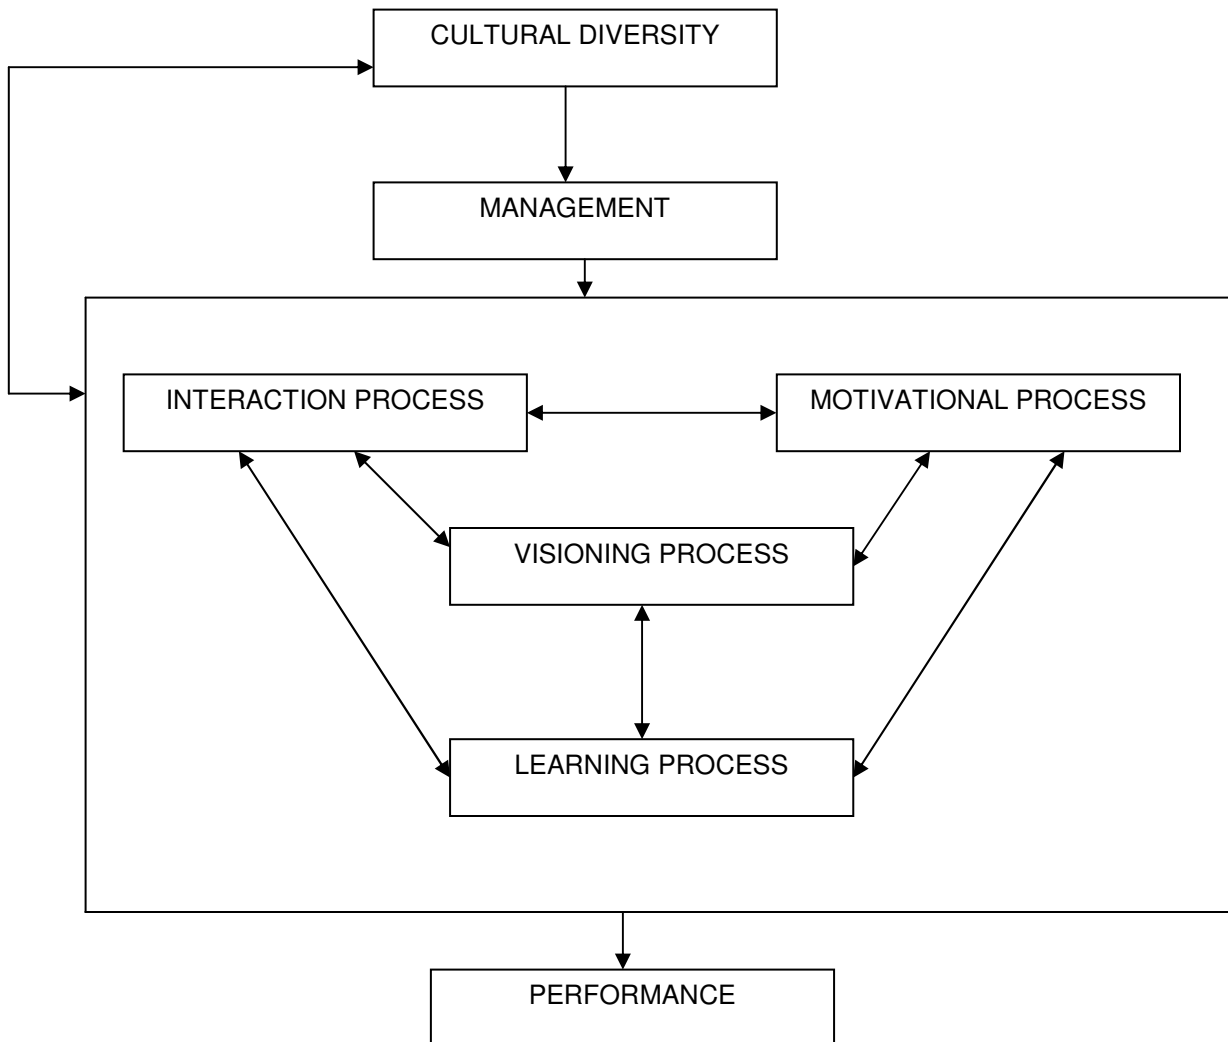 CULTURAL DIVERSITY
MANAGEMENT
INTERACTION PROCESS
MOTIVATIONAL PROCESS
VISIONING PROCESS
LEARNING PROCESS
PERFORMANCE